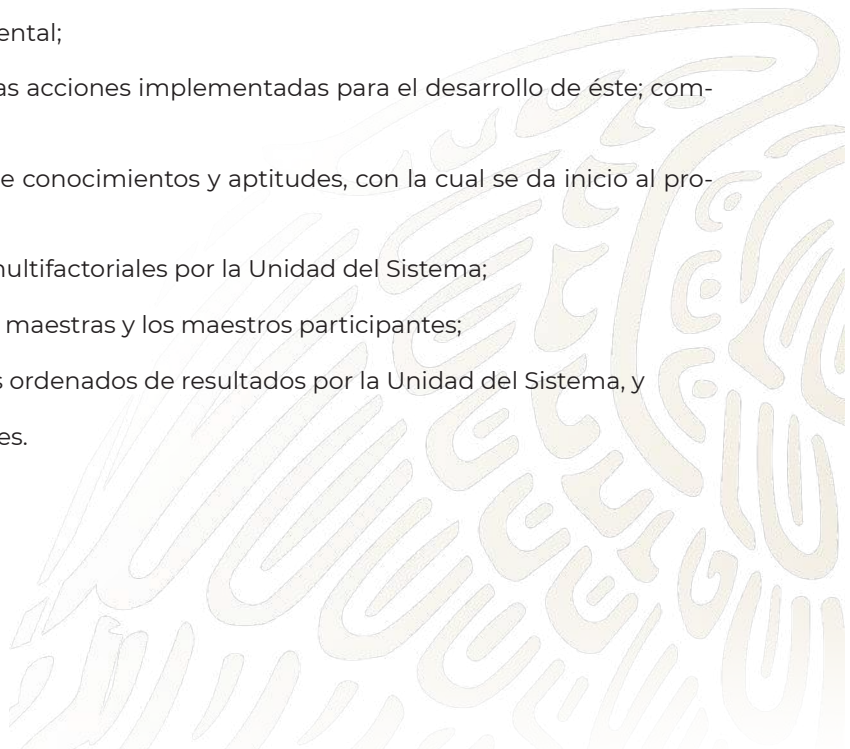 ental;
as acciones implementadas para el desarrollo de éste; com-
e conocimientos y aptitudes, con la cual se da inicio al pro-
nultifactoriales por la Unidad del Sistema;
maestras y los maestros participantes;
s ordenados de resultados por la Unidad del Sistema, y
es.